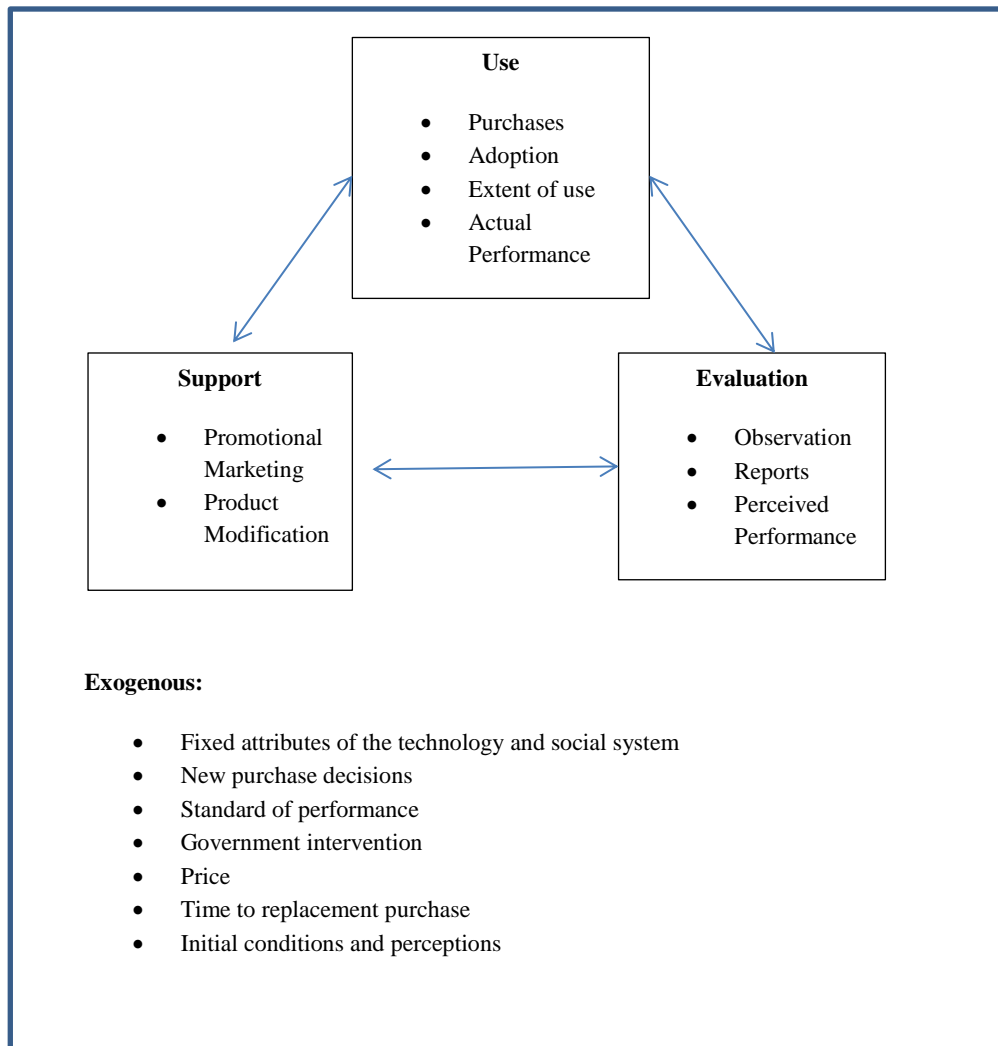 Use
• Purchases
• Adoption
• Extent of use
• Actual
Performance
Support
• Promotional
Marketing
• Product
Modification
Evaluation
• Observation
• Reports
• Perceived
Performance
Exogenous:
• Fixed attributes of the technology and social system
• New purchase decisions
• Standard of performance
• Government intervention
• Price
• Time to replacement purchase
• Initial conditions and perceptions